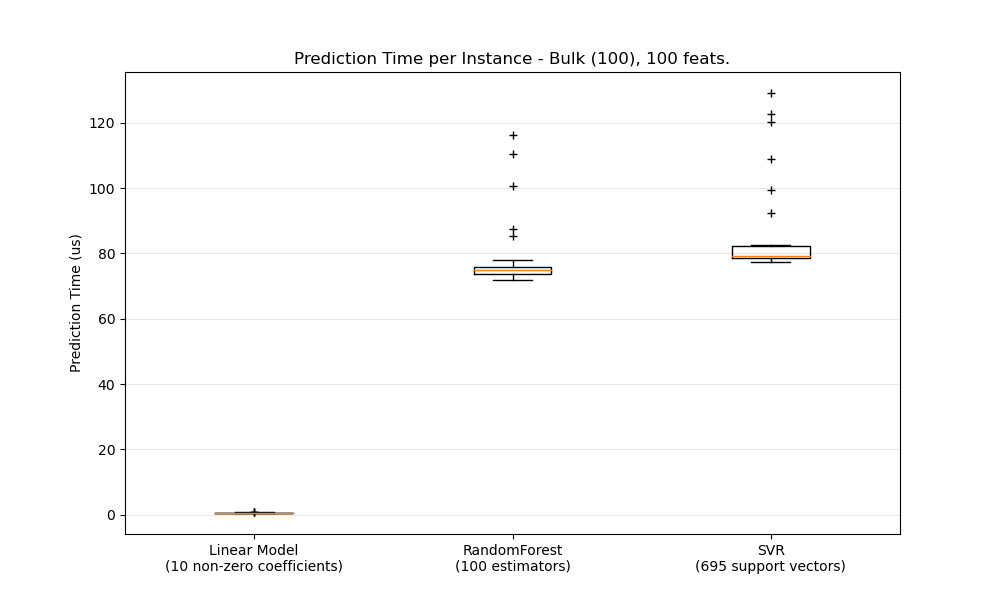 Prediction Time per Instance - Bulk (100), 100 feats.
Prediction Time (us)
120
100
80
60
40
20
0
Linear Model
(10 non-zero coefficients)
RandomForest
(100 estimators)
SVR
(695 support vectors)